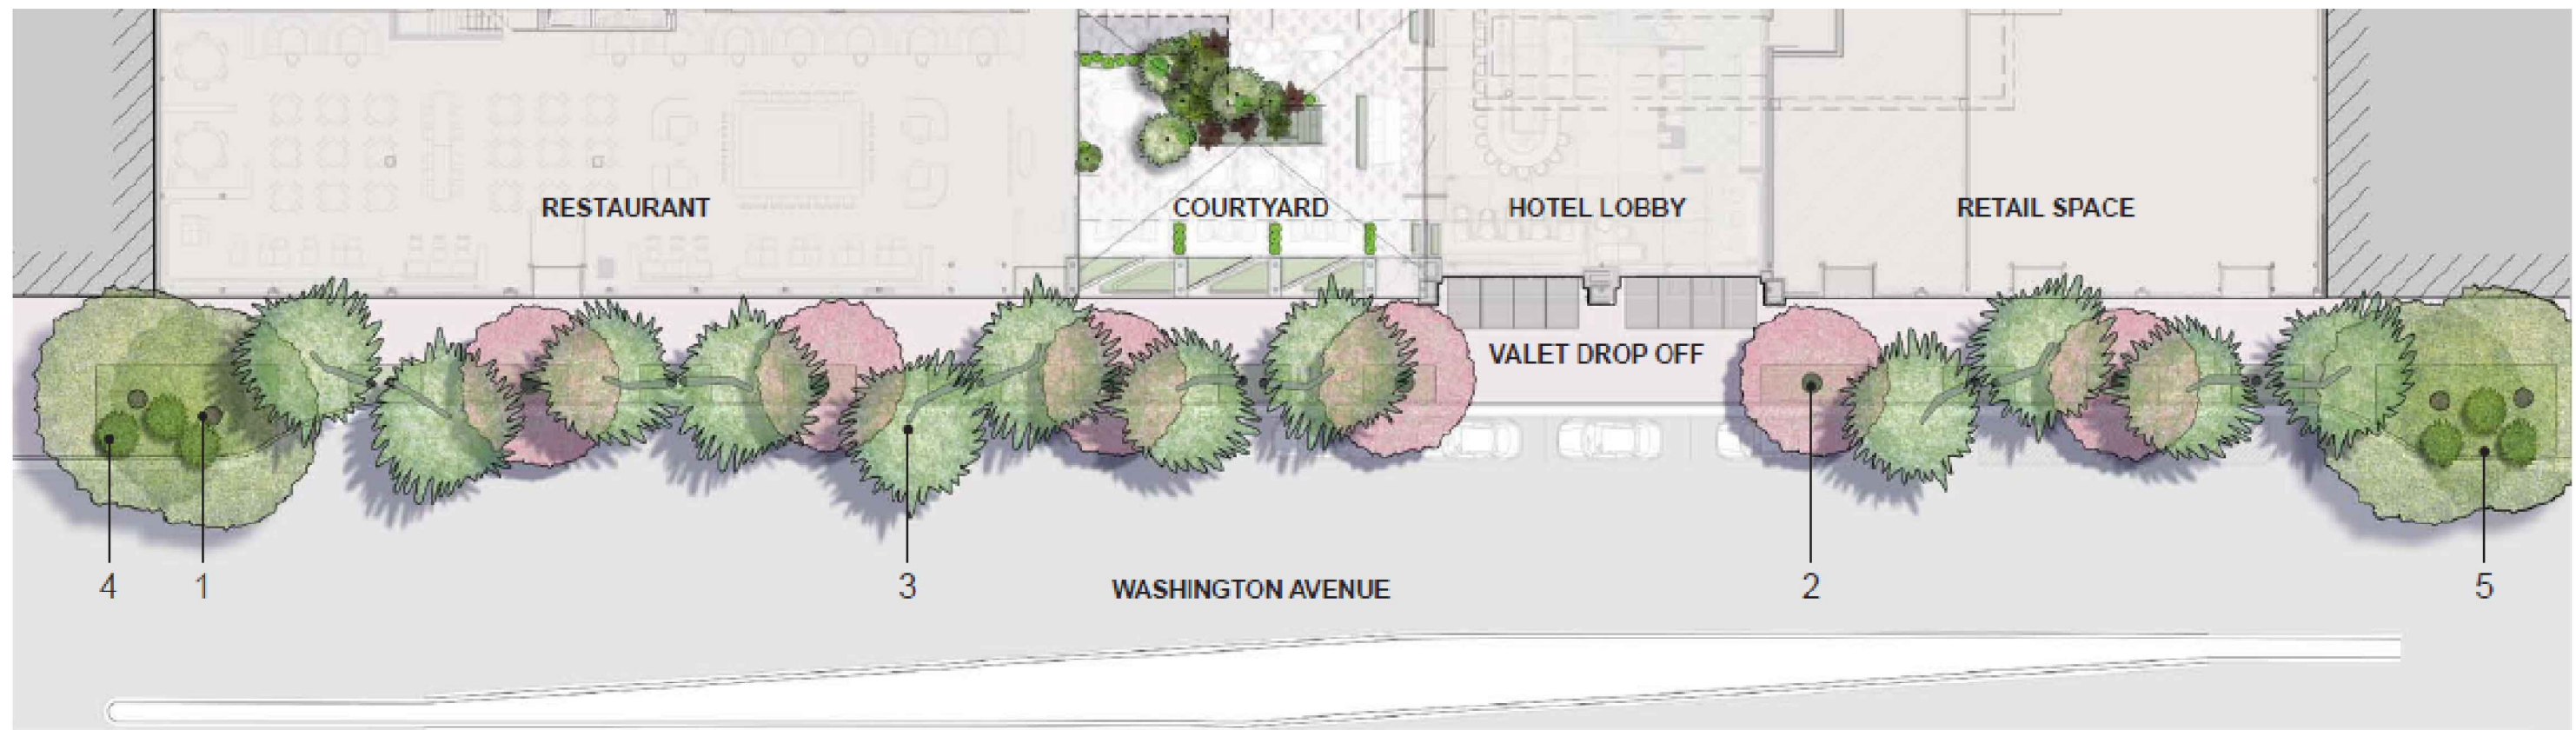 RESTAURANT
COURTYARD
HOTEL LOBBY
RETAIL SPACE
VALET DROP OFF
4
1
3
WASHINGTON AVENUE
2
5